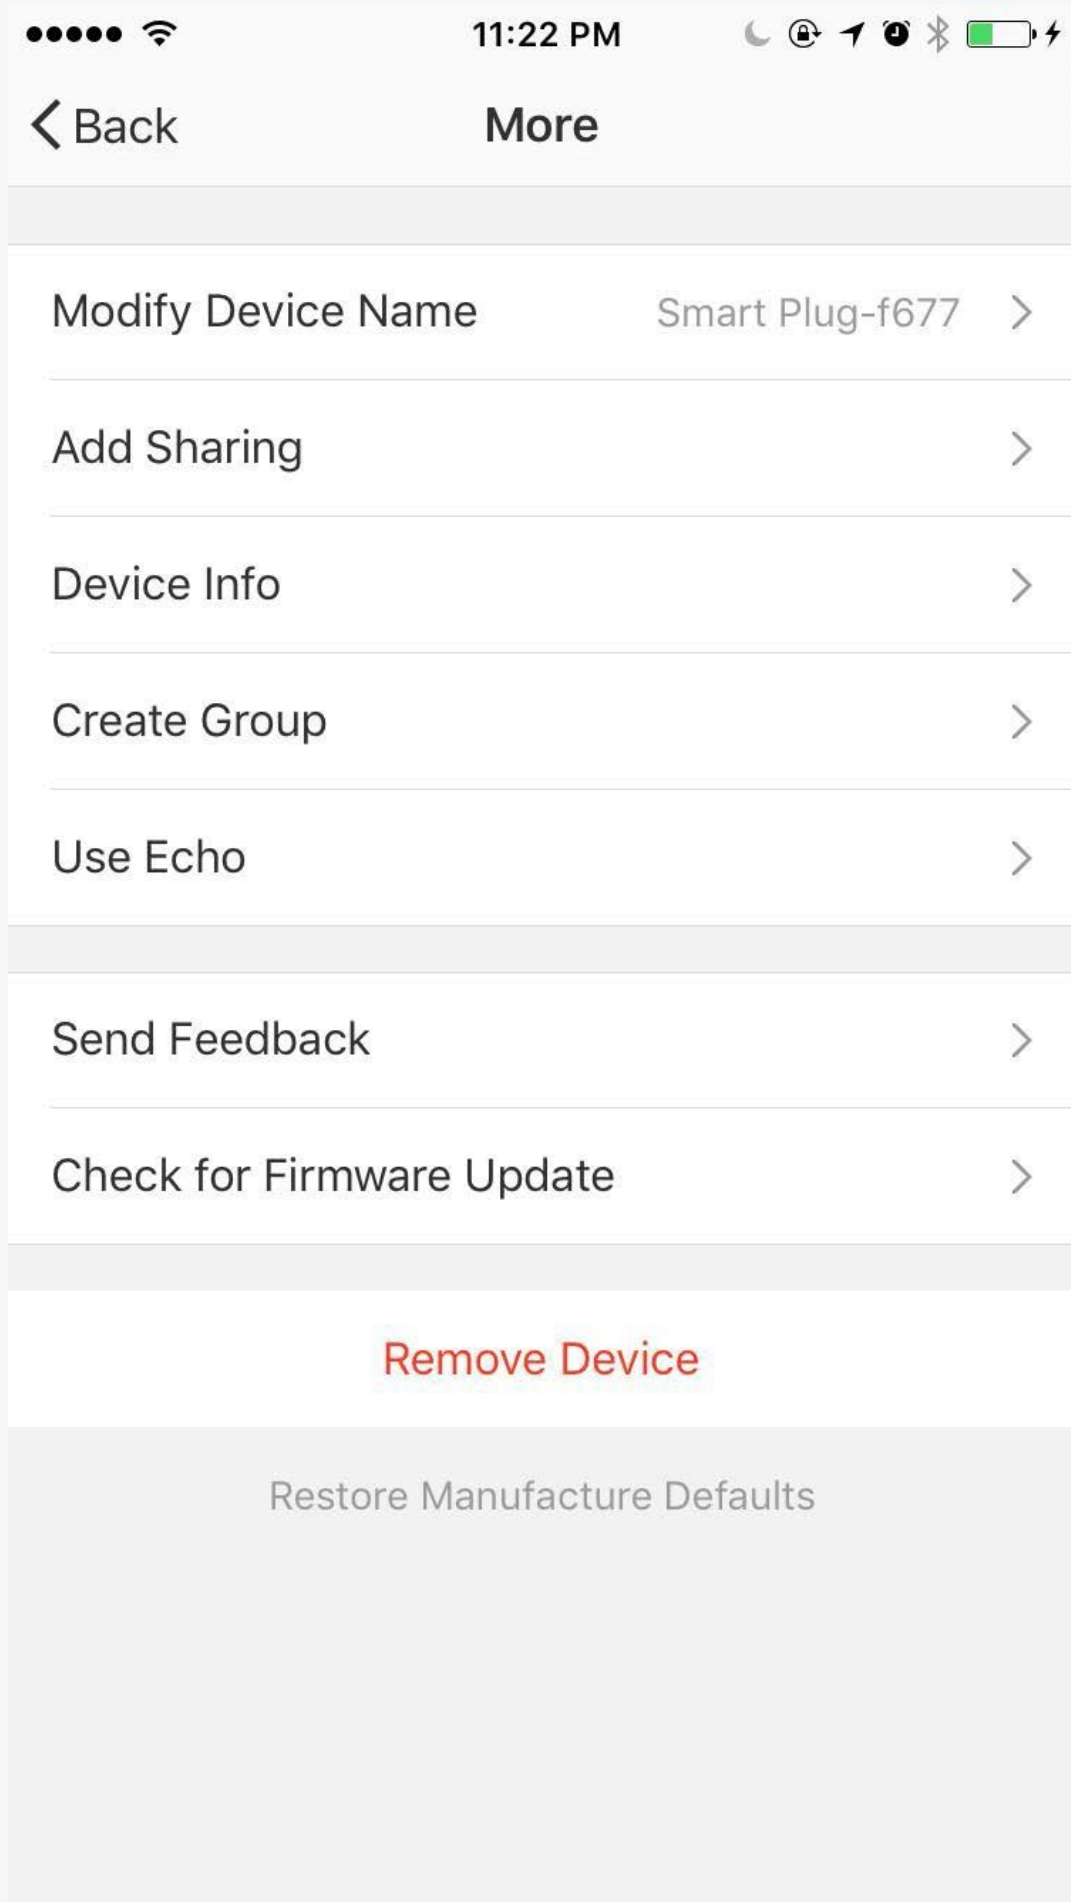 11:22 PM
Back
More
Modify Device Name Smart Plug-f677
Add Sharing
Device Info
Create Group
Use Echo
Send Feedback
Check for Firmware Update
Remove Device
Restore Manufacture Defaults